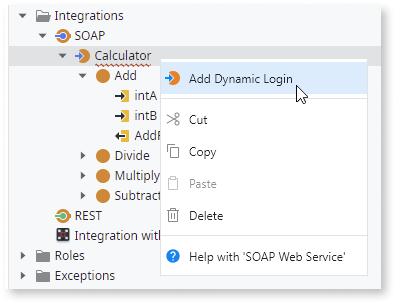 Integrations
SOAP
Calculator
Add
Add Dynamic Login
intA
intB
Cut
Divide
Copy
Multiply
Paste
Subtract
Delete
REST
Integration with
Help with 'SOAP Web Service'
Roles
Exceptions